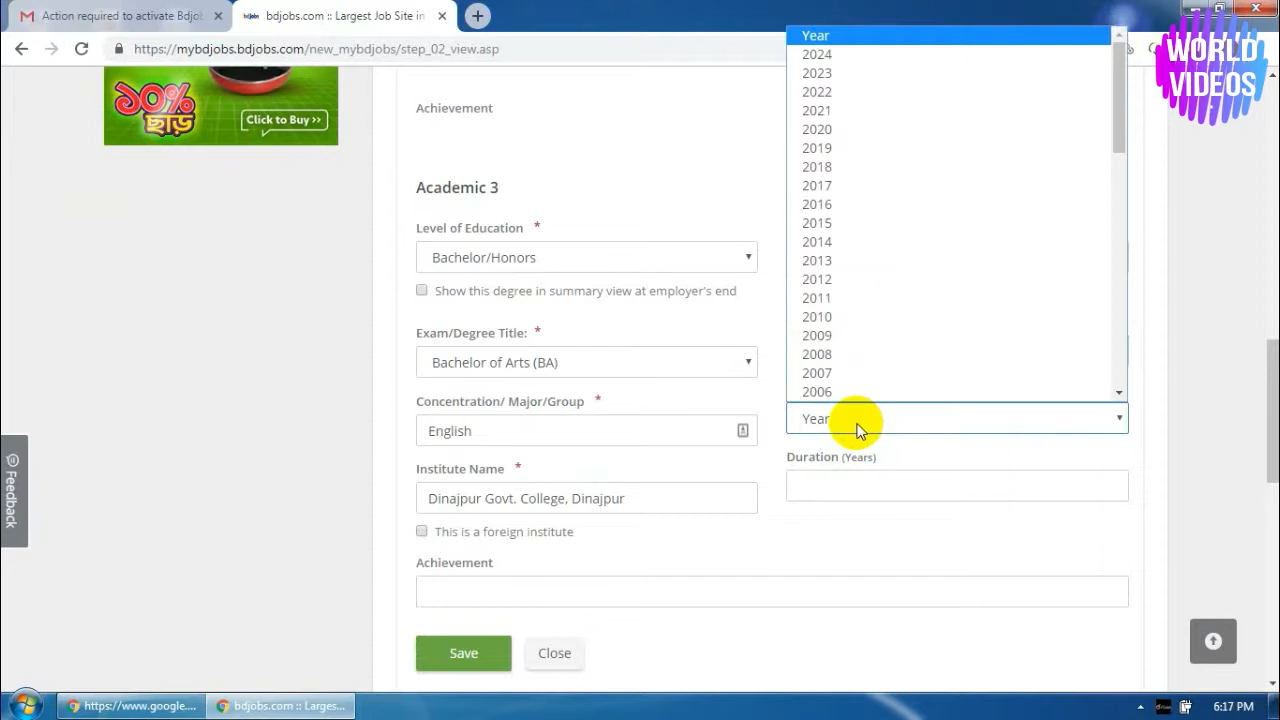 Action required to activate Bdjob
bdjobs.com :: Largest Job Site in
https://mybdjobs.bdjobs.com/new_mybdjobs/step_02_view.asp
WORLD
VIDEOS
১০%
ছাড়
Click to Buy >>
Achievement
Academic 3
Level of Education *
Bachelor/Honors
Show this degree in summary view at employer's end
Exam/Degree Title: *
Bachelor of Arts (BA)
Concentration/ Major/Group *
English
Institute Name *
Dinajpur Govt. College, Dinajpur
This is a foreign institute
Achievement
Save
Close
Year
2024
2023
2022
2021
2020
2019
2018
2017
2016
2015
2014
2013
2012
2011
2010
2009
2008
2007
2006
Year
Duration (Years)
Feedback
https://www.google....
bdjobs.com :: Larges...
6:17 PM